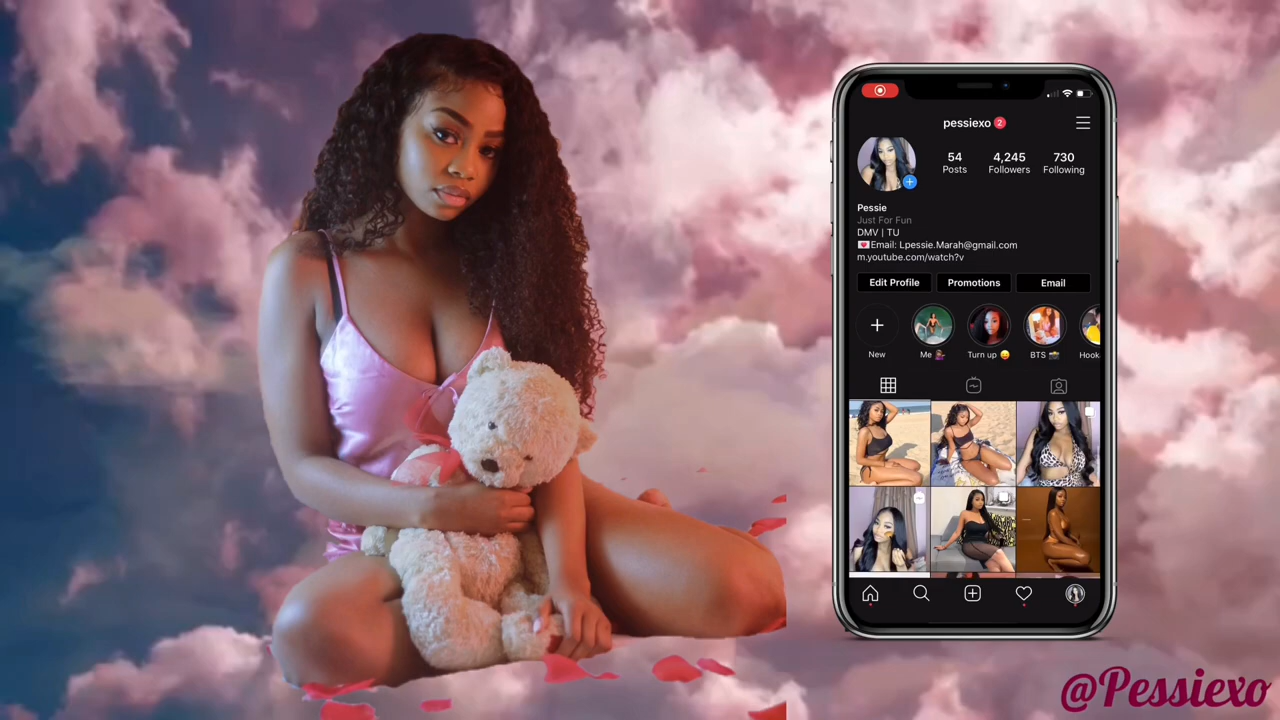 pessiexo 2
54 4,245 730
Posts Followers Following
Pessie
Just For Fun
DMV | TU
💌Email: Lpessie.Marah@gmail.com
m.youtube.com/watch?v
Edit Profile Promotions Email
New Me Turn up 😄 BTS 📸 Hook
@Pessiexo